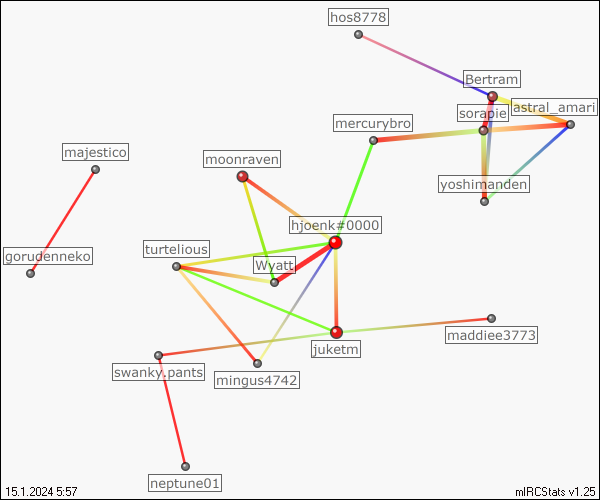 hos8778
Bertram
sorapie
astral_amari
mercurybro
majestico
moonraven
yoshimanden
hjoenk#0000
gorudenneko
turtelious
Wyatt
maddiee3773
juketm
swanky.pants
mingus4742
neptune01
15.1.2024 5:57
mIRCStats v1.25